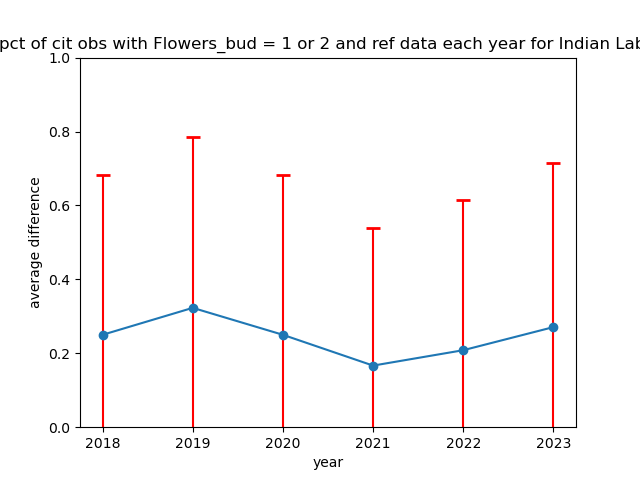 pct of cit obs with Flowers_bud = 1 or 2 and ref data each year for Indian
1.0
0.8
0.6
0.4
0.2
0.0
average difference
2018 2019 2020 2021 2022 2023
year